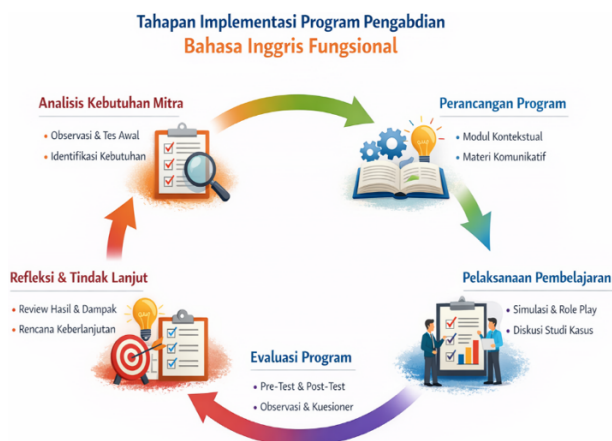 Tahapan Implementasi Program Pengabdian
Bahasa Inggris Fungsional
Analisis Kebutuhan Mitra
• Observasi & Tes Awal
• Identifikasi Kebutuhan
Perancangan Program
• Modul Kontekstual
• Materi Komunikatif
Pelaksanaan Pembelajaran
• Simulasi & Role Play
• Diskusi Studi Kasus
Evaluasi Program
• Pre-Test & Post-Test
• Observasi & Kuesioner
Refleksi & Tindak Lanjut
• Review Hasil & Dampak
• Rencana Keberlanjutan